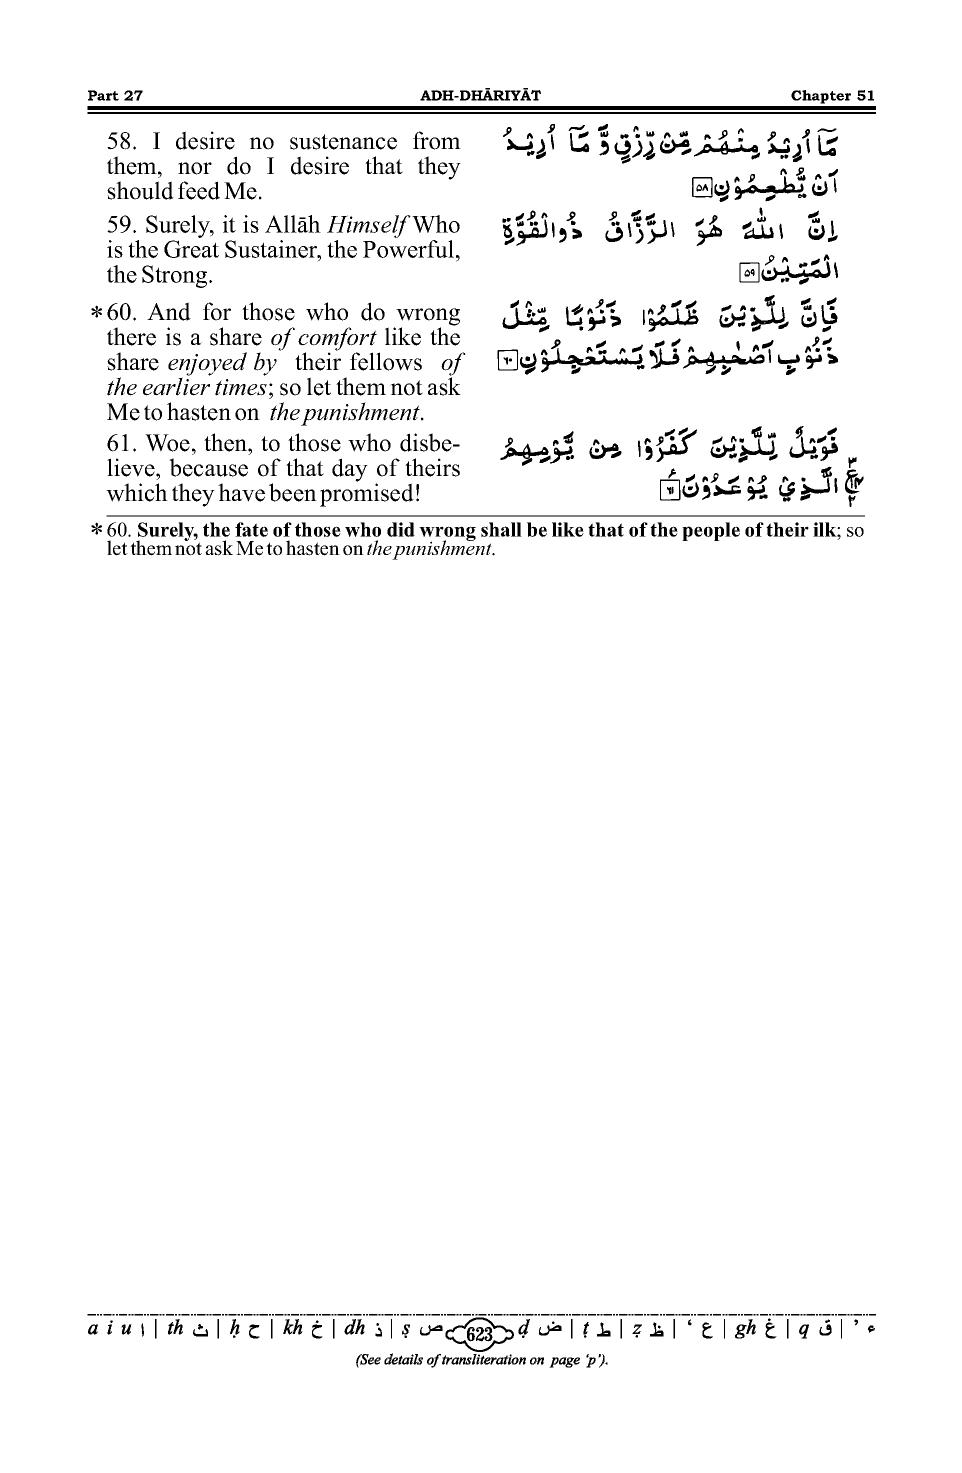 Part 27 ADH-DHĀRIYĀT Chapter 51
58. I desire no sustenance from
them, nor do I desire that they
should feed Me.
مَاۤ اُرِيْدُ مِنْهُمْ مِّنْ رِّزْقٍ وَّ مَاۤ اُرِيْدُ
اَنْ يُّطْعِمُوْنِ ۝۵۸
59. Surely, it is Allāh Himself Who
is the Great Sustainer, the Powerful,
the Strong.
اِنَّ اللّٰهَ هُوَ الرَّزَّاقُ ذُوالْقُوَّةِ
الْمَتِيْنُ ۝۵۹
*60. And for those who do wrong
there is a share of comfort like the
share enjoyed by their fellows of
the earlier times; so let them not ask
Me to hasten on the punishment.
فَاِنَّ لِلَّذِيْنَ ظَلَمُوْا ذَنُوْبًا مِّثْلَ
ذَنُوْبِ اَصْحٰبِهِمْ فَلَا يَسْتَعْجِلُوْنِ ۝۶۰
61. Woe, then, to those who disbe-
lieve, because of that day of theirs
which they have been promised!
فَوَيْلٌ لِّلَّذِيْنَ كَفَرُوْا مِنْ يَّوْمِهِمُ
الَّذِيْ يُوْعَدُوْنَ ۝۶۱
* 60. Surely, the fate of those who did wrong shall be like that of the people of their ilk; so
let them not ask Me to hasten on the punishment.
a i u ا | th ث | ḥ ح | kh خ | dh ذ | ṣ ص 623 ḍ ض | ṭ ط | ẓ ظ | ‘ ع | gh غ | q ق | ’ ء
(See details of transliteration on page ‘p’).